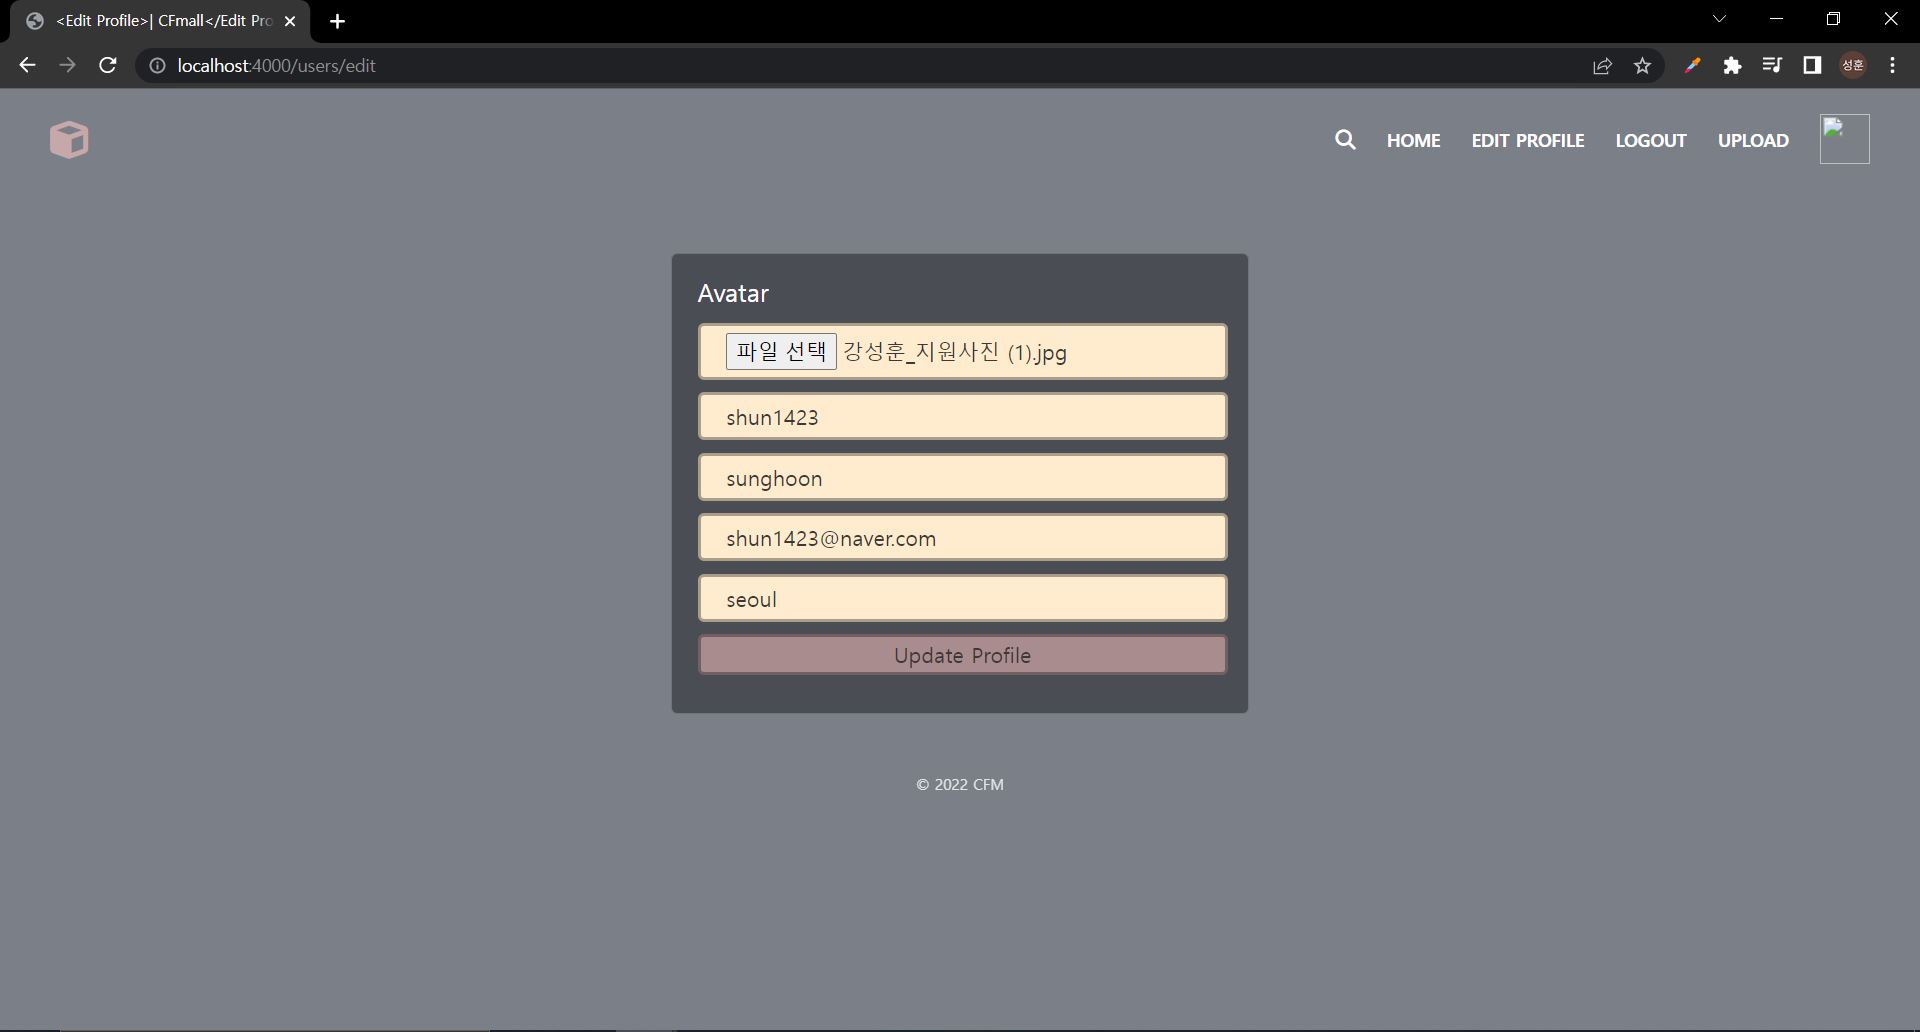 <Edit Profile>| CFmall</Edit Pro
localhost:4000/users/edit
성훈
HOME EDIT PROFILE LOGOUT UPLOAD
Avatar
파일 선택 강성훈_지원사진 (1).jpg
shun1423
sunghoon
shun1423@naver.com
seoul
Update Profile
© 2022 CFM